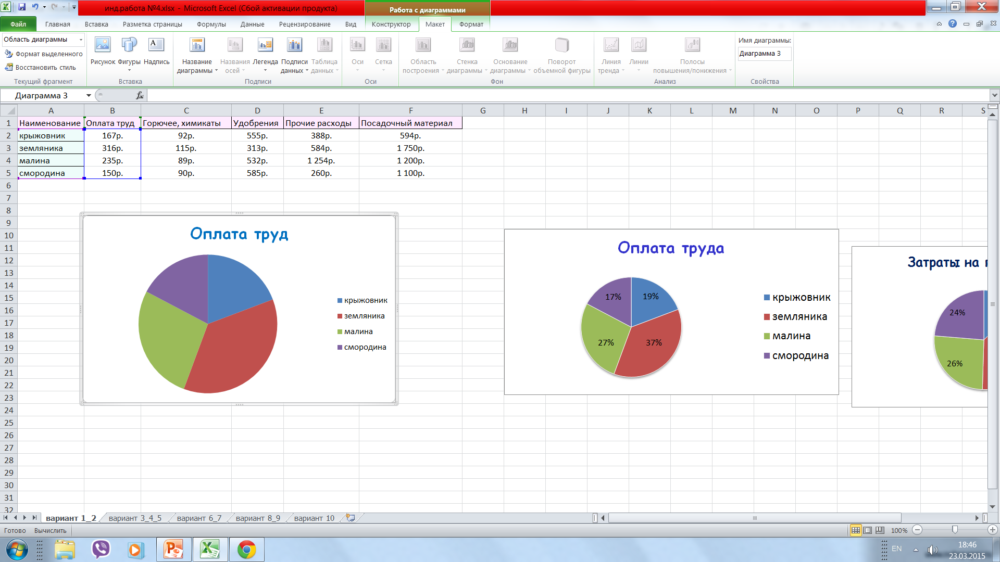 инд.работа №4.xlsx - Microsoft Excel (Сбой активации продукта)
Работа с диаграммами
Файл Главная Вставка Разметка страницы Формулы Данные Рецензирование Вид Конструктор Макет Формат
Область диаграммы
Формат выделенного
Восстановить стиль
Текущий фрагмент
Рисунок Фигуры Надпись
Вставка
Название диаграммы Названия осей Легенда Подписи данных Таблица данных
Подписи
Оси Сетка
Оси
Область построения Стенка диаграммы Основание диаграммы Поворот объемной фигуры
Фон
Линия тренда Линии Полосы повышения/понижения
Анализ
Имя диаграммы:
Диаграмма 3
Свойства
Диаграмма 3 fx
A B C D E F G H I J K L M N O P Q R S
1 Наименование Оплата труд Горючее, химикаты Удобрения Прочие расходы Посадочный материал
2 крыжовник 167р. 92р. 555р. 388р. 594р.
3 земляника 316р. 115р. 313р. 584р. 1 750р.
4 малина 235р. 89р. 532р. 1 254р. 1 200р.
5 смородина 150р. 90р. 585р. 260р. 1 100р.
6
7
8
9
10
11
12
13
14
15
16
17
18
19
20
21
22
23
24
25
26
27
28
29
30
31
32
Оплата труд
крыжовник
земляника
малина
смородина
Оплата труда
17% 19%
27% 37%
крыжовник
земляника
малина
смородина
Затраты на
24%
26%
вариант 1_2 вариант 3_4_5 вариант 6_7 вариант 8_9 вариант 10
Готово Вычислить 100%
EN 18:46
23.03.2015